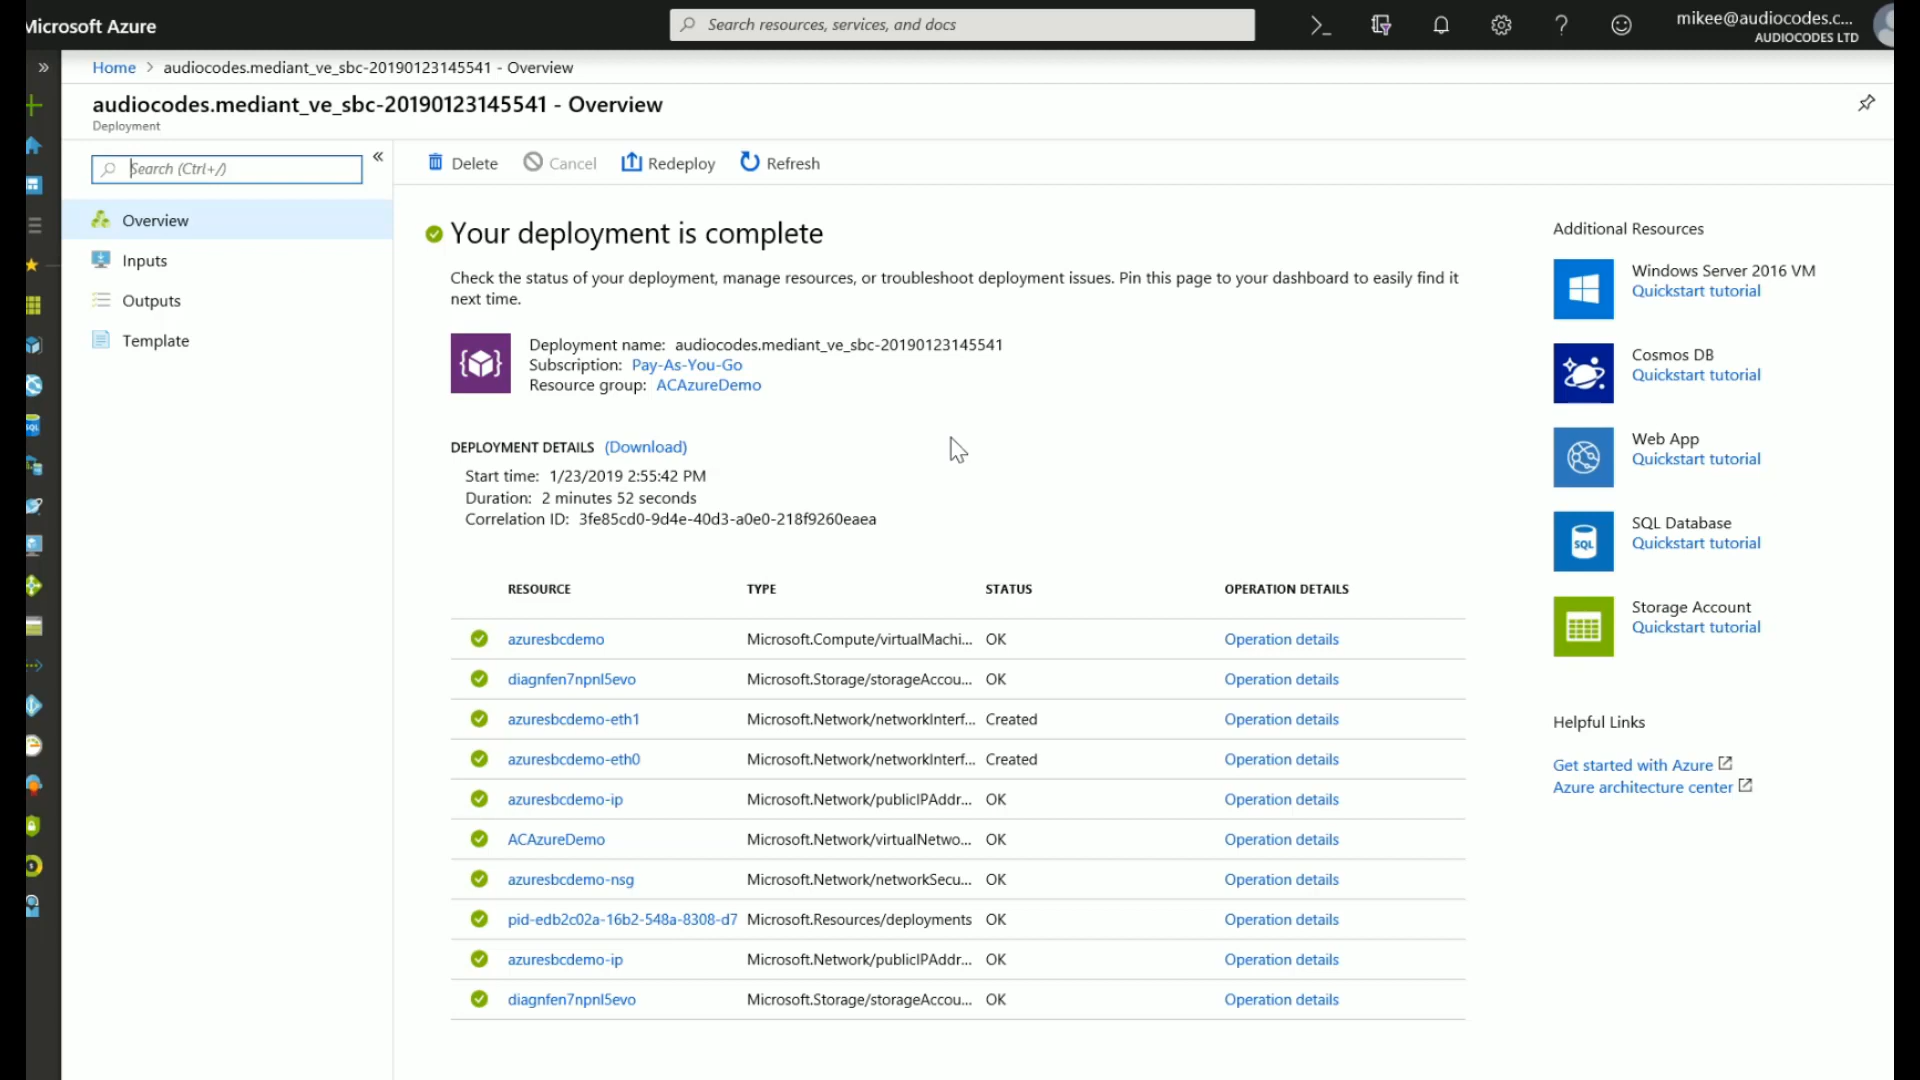 Microsoft Azure
Search resources, services, and docs
mikee@audiocodes.c...
AUDIOCODES LTD
Home > audiocodes.mediant_ve_sbc-20190123145541 - Overview
audiocodes.mediant_ve_sbc-20190123145541 - Overview
Deployment
Search (Ctrl+/)
Delete Cancel Redeploy Refresh
Overview
Inputs
Outputs
Template
Your deployment is complete
Check the status of your deployment, manage resources, or troubleshoot deployment issues. Pin this page to your dashboard to easily find it
next time.
Deployment name: audiocodes.mediant_ve_sbc-20190123145541
Subscription: Pay-As-You-Go
Resource group: ACAzureDemo
DEPLOYMENT DETAILS (Download)
Start time: 1/23/2019 2:55:42 PM
Duration: 2 minutes 52 seconds
Correlation ID: 3fe85cd0-9d4e-40d3-a0e0-218f9260eaea
RESOURCE TYPE STATUS OPERATION DETAILS
azuresbcdemo Microsoft.Compute/virtualMachi... OK Operation details
diagnfen7npnl5evo Microsoft.Storage/storageAccou... OK Operation details
azuresbcdemo-eth1 Microsoft.Network/networkInterf... Created Operation details
azuresbcdemo-eth0 Microsoft.Network/networkInterf... Created Operation details
azuresbcdemo-ip Microsoft.Network/publicIPAddr... OK Operation details
ACAzureDemo Microsoft.Network/virtualNetwo... OK Operation details
azuresbcdemo-nsg Microsoft.Network/networkSecu... OK Operation details
pid-edb2c02a-16b2-548a-8308-d7 Microsoft.Resources/deployments OK Operation details
azuresbcdemo-ip Microsoft.Network/publicIPAddr... OK Operation details
diagnfen7npnl5evo Microsoft.Storage/storageAccou... OK Operation details
Additional Resources
Windows Server 2016 VM
Quickstart tutorial
Cosmos DB
Quickstart tutorial
Web App
Quickstart tutorial
SQL
SQL Database
Quickstart tutorial
Storage Account
Quickstart tutorial
Helpful Links
Get started with Azure
Azure architecture center